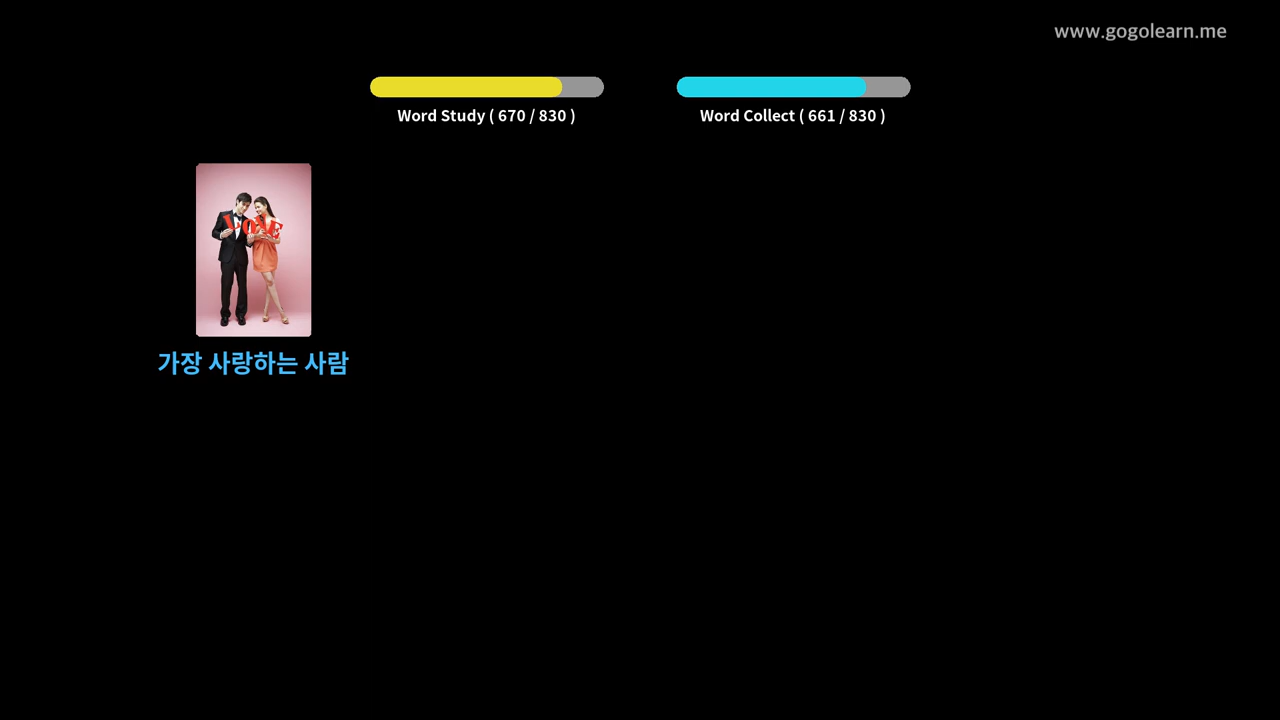 www.gogolearn.me
Word Study ( 670 / 830 )
Word Collect ( 661 / 830 )
LOVE
가장 사랑하는 사람